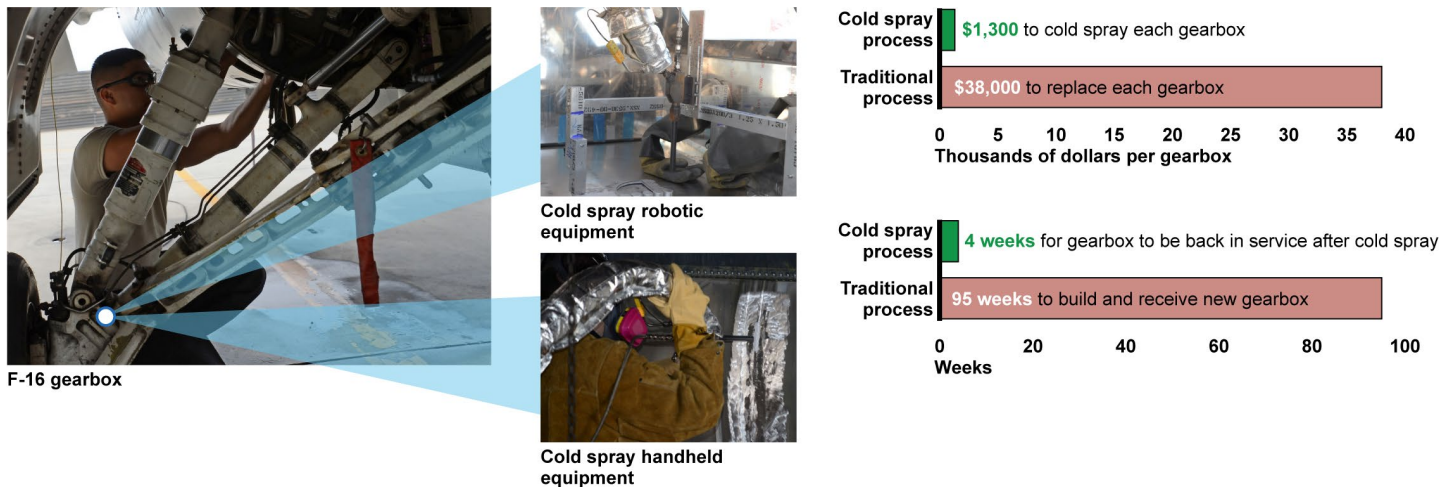 F-16 gearbox
Cold spray robotic
equipment
Cold spray handheld
equipment
Cold spray
process
$1,300 to cold spray each gearbox
Traditional
process
$38,000 to replace each gearbox
0 5 10 15 20 25 30 35 40
Thousands of dollars per gearbox
Cold spray
process
4 weeks for gearbox to be back in service after cold spray
Traditional
process
95 weeks to build and receive new gearbox
0 20 40 60 80 100
Weeks